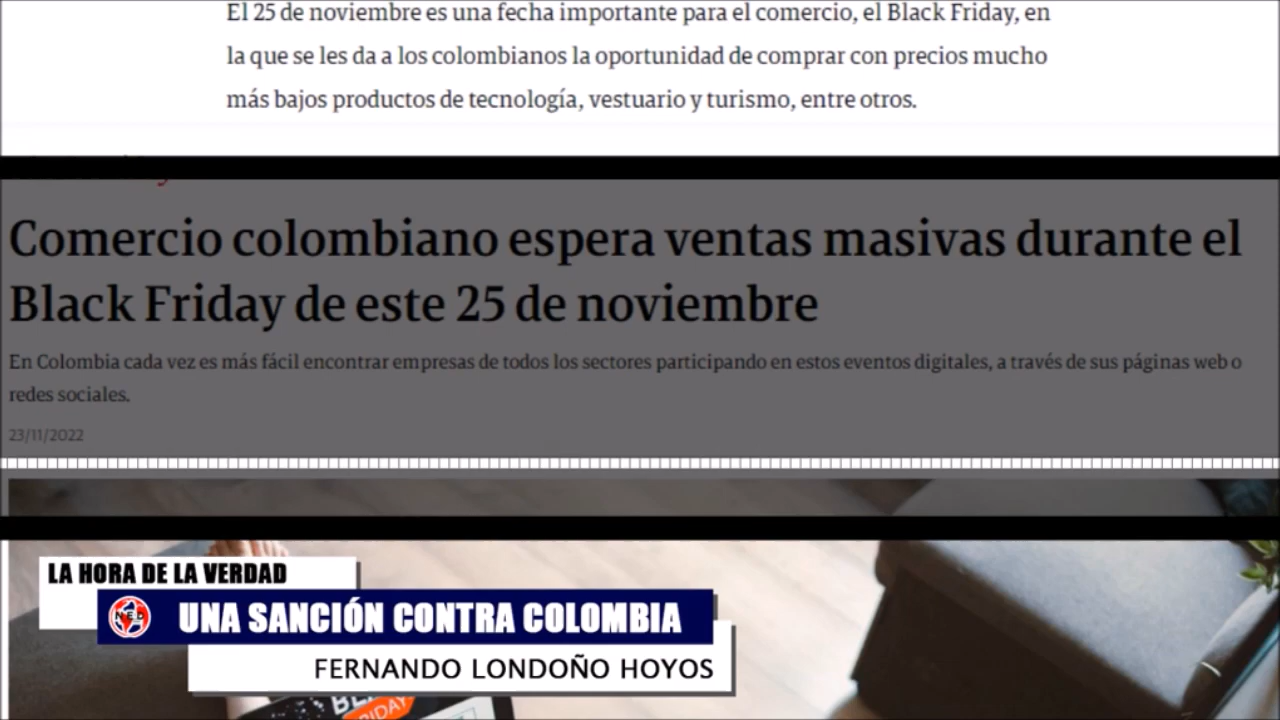 El 25 de noviembre es una fecha importante para el comercio, el Black Friday, en
la que se les da a los colombianos la oportunidad de comprar con precios mucho
más bajos productos de tecnología, vestuario y turismo, entre otros.
Comercio colombiano espera ventas masivas durante el
Black Friday de este 25 de noviembre
En Colombia cada vez es más fácil encontrar empresas de todos los sectores participando en estos eventos digitales, a través de sus páginas web o
redes sociales.
23/11/2022
LA HORA DE LA VERDAD
UNA SANCIÓN CONTRA COLOMBIA
FERNANDO LONDOÑO HOYOS